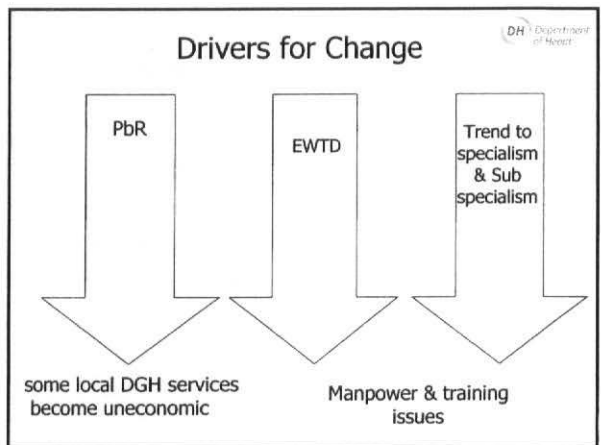 Drivers for Change
DH Department
of Health
PbR
EWTD
Trend to
specialism
& Sub
specialism
some local DGH services
become uneconomic
Manpower & training
issues